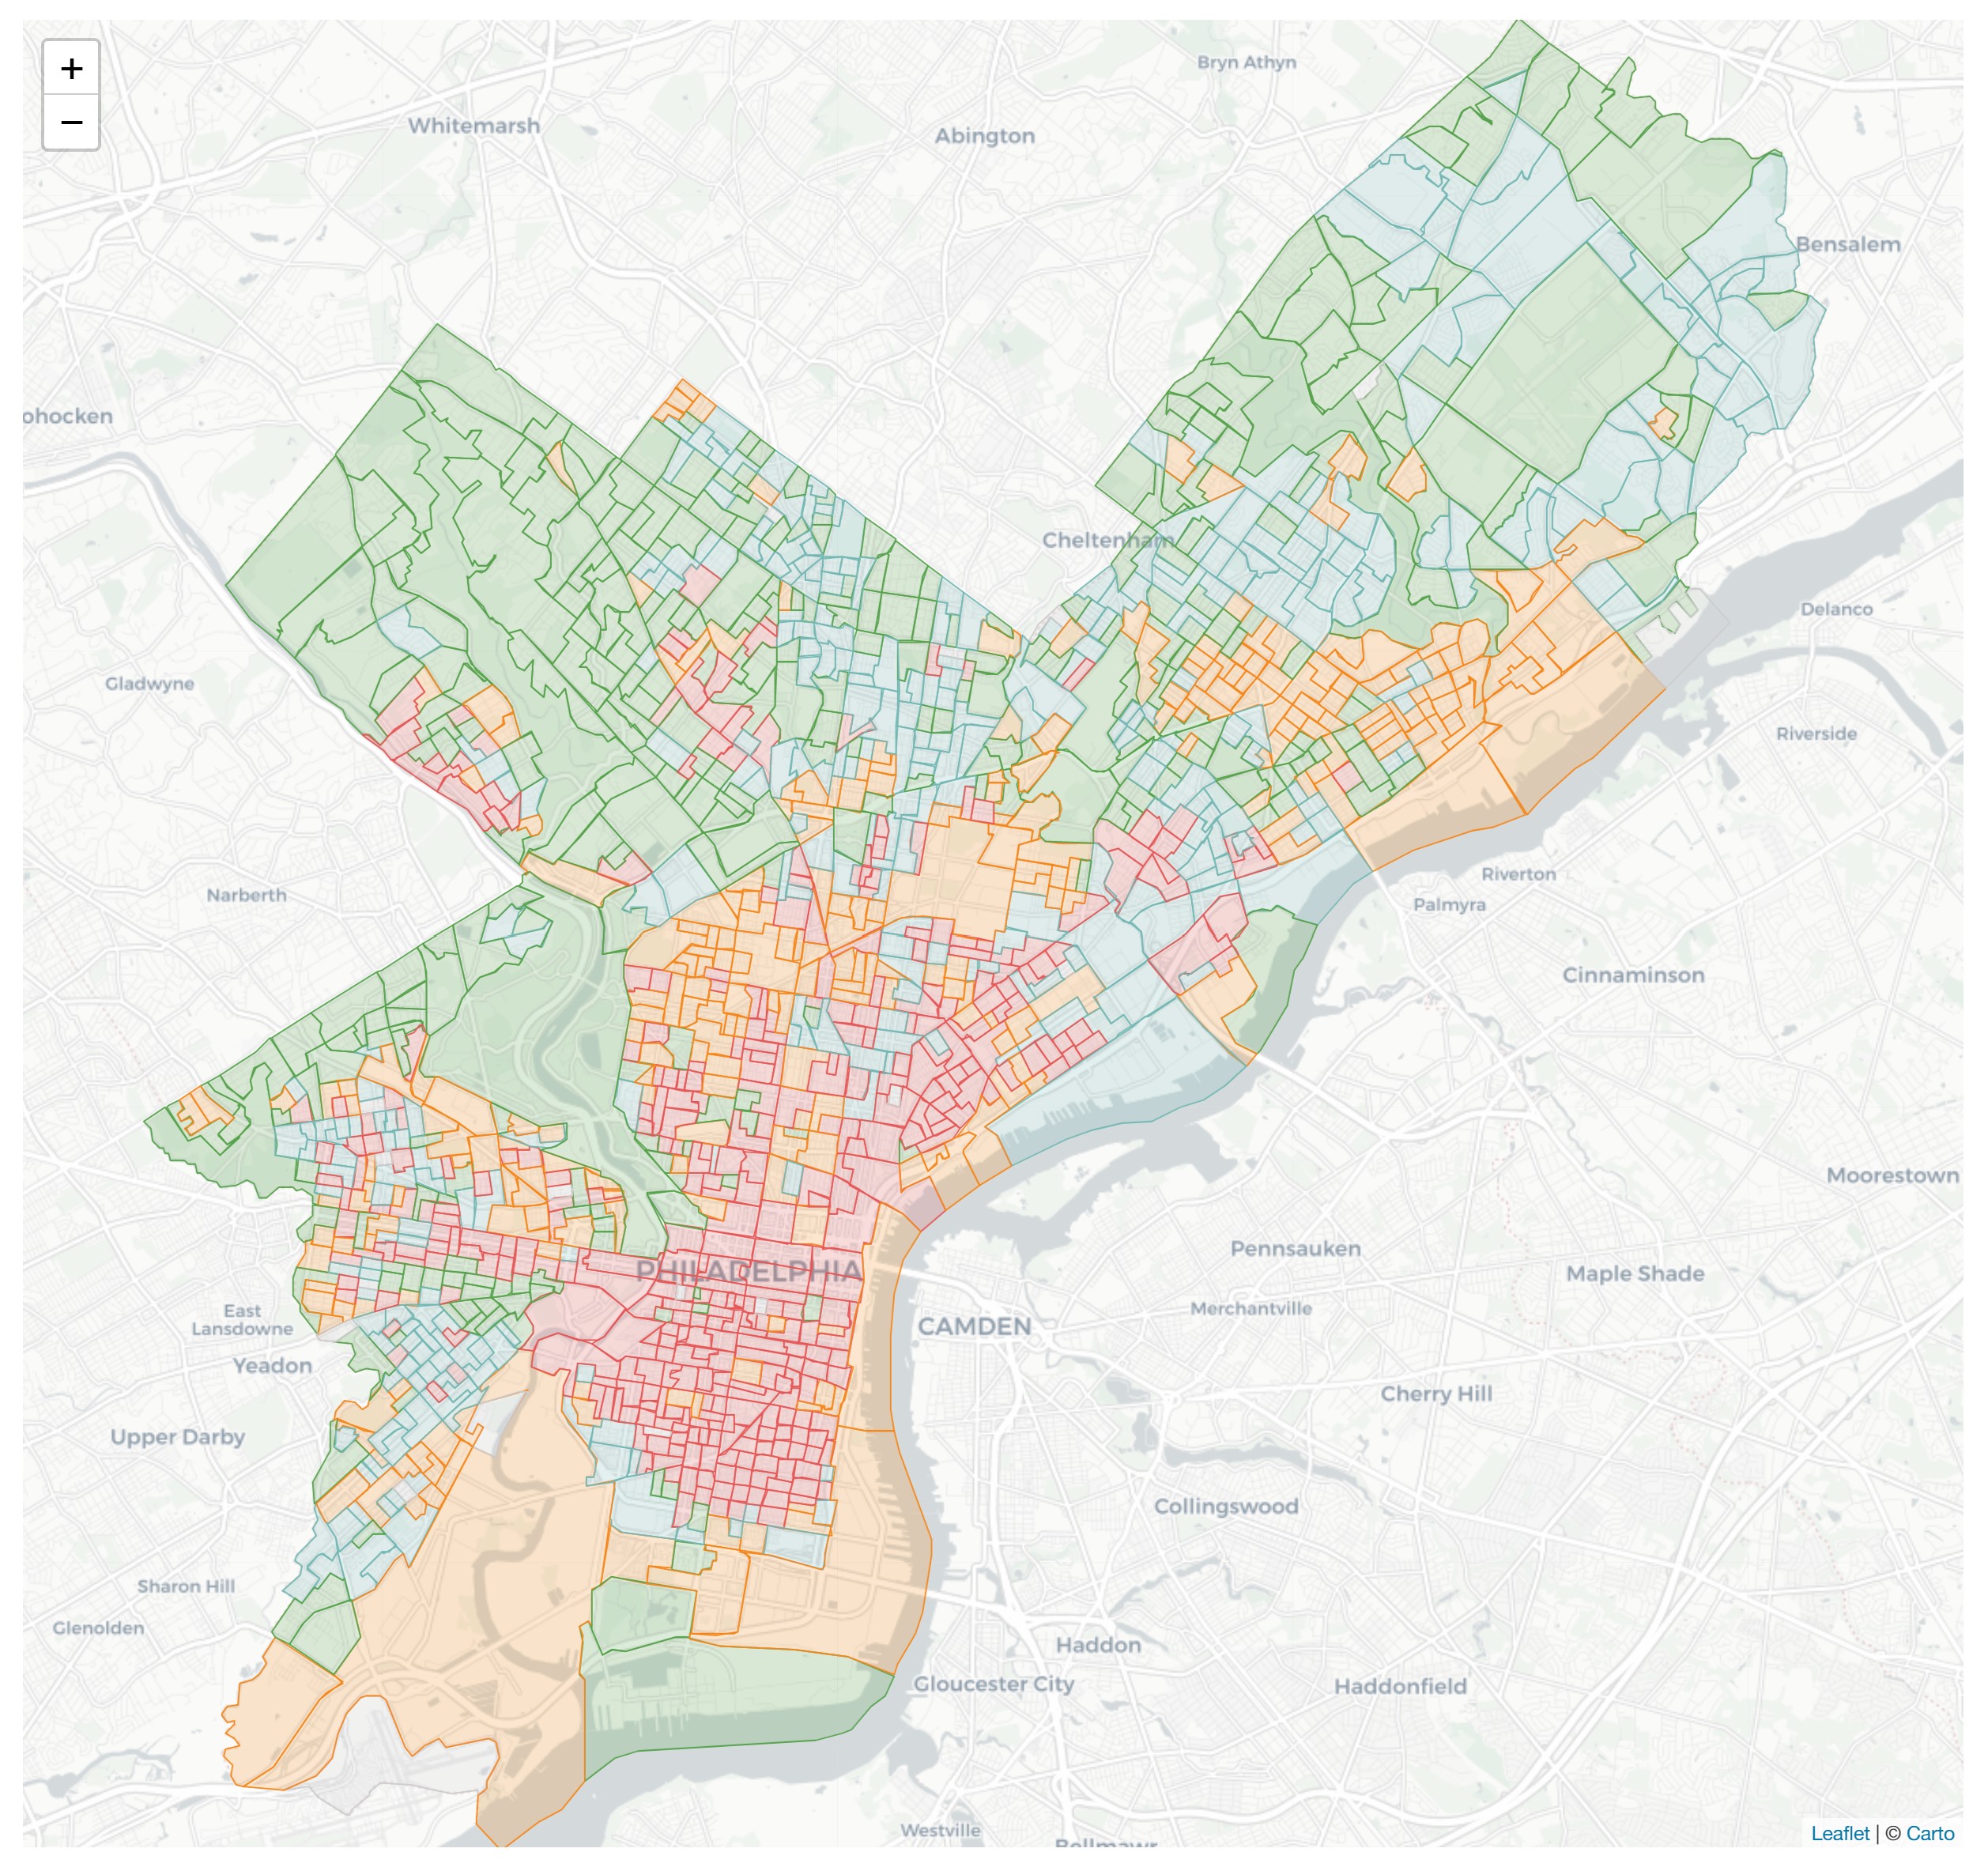 +
−
Bryn Athyn
Whitemarsh
Abington
Bensalem
ohocken
Cheltenham
Delanco
Gladwyne
Riverside
Riverton
Narberth
Palmyra
Cinnaminson
Moorestown
Pennsauken
PHILADELPHIA
Maple Shade
East
Lansdowne
Merchantville
CAMDEN
Yeadon
Cherry Hill
Upper Darby
Collingswood
Sharon Hill
Glenolden
Haddon
Gloucester City
Haddonfield
Westville
Bellmawr
Leaflet | © Carto